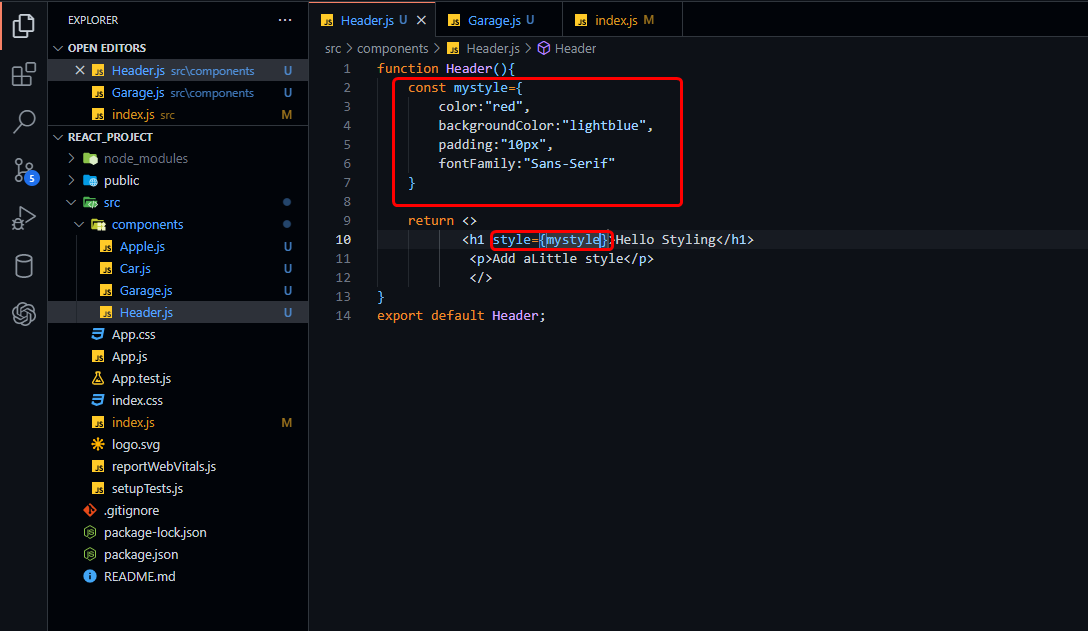 EXPLORER
OPEN EDITORS
Header.js src\components U
Garage.js src\components U
index.js src M
REACT_PROJECT
node_modules
public
src
components
Apple.js U
Car.js U
Garage.js U
Header.js U
App.css
App.js
App.test.js
index.css
index.js M
logo.svg
reportWebVitals.js
setupTests.js
.gitignore
package-lock.json
package.json
README.md
5
Header.js U
Garage.js U
index.js M
src > components > Header.js > Header
1 function Header(){
2 const mystyle={
3 color:"red",
4 backgroundColor:"lightblue",
5 padding:"10px",
6 fontFamily:"Sans-Serif"
7 }
8
9 return <>
10 <h1 style={mystyle}>Hello Styling</h1>
11 <p>Add aLittle style</p>
12 </>
13 }
14 export default Header;